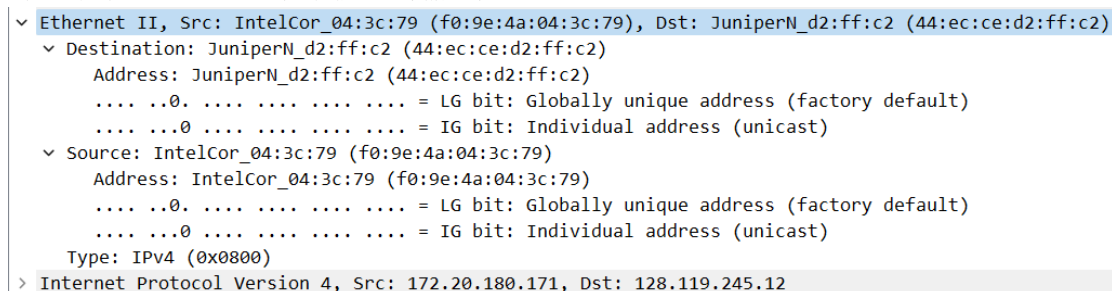 Ethernet II, Src: IntelCor_04:3c:79 (f0:9e:4a:04:3c:79), Dst: JuniperN_d2:ff:c2 (44:ec:ce:d2:ff:c2)
Destination: JuniperN_d2:ff:c2 (44:ec:ce:d2:ff:c2)
Address: JuniperN_d2:ff:c2 (44:ec:ce:d2:ff:c2)
.... ..0. .... .... .... .... = LG bit: Globally unique address (factory default)
.... ...0 .... .... .... .... = IG bit: Individual address (unicast)
Source: IntelCor_04:3c:79 (f0:9e:4a:04:3c:79)
Address: IntelCor_04:3c:79 (f0:9e:4a:04:3c:79)
.... ..0. .... .... .... .... = LG bit: Globally unique address (factory default)
.... ...0 .... .... .... .... = IG bit: Individual address (unicast)
Type: IPv4 (0x0800)
Internet Protocol Version 4, Src: 172.20.180.171, Dst: 128.119.245.12